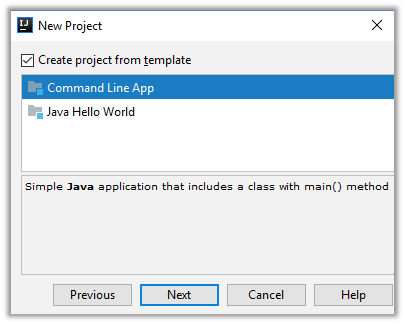 IJ
New Project
Create project from template
Command Line App
Java Hello World
Simple Java application that includes a class with main() method
Previous
Next
Cancel
Help